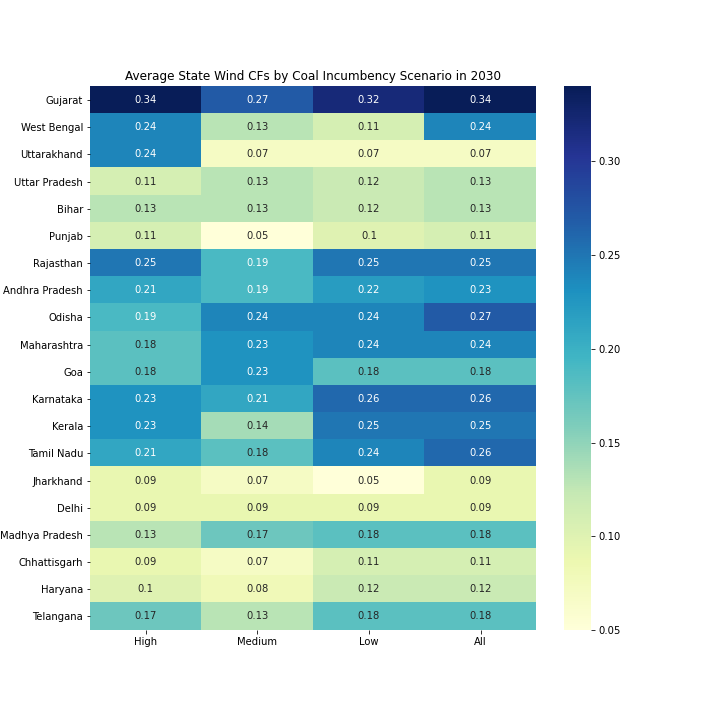 Average State Wind CFs by Coal Incumbency Scenario in 2030
Gujarat 0.34 0.27 0.32 0.34
West Bengal 0.24 0.13 0.11 0.24
Uttarakhand 0.24 0.07 0.07 0.07
Uttar Pradesh 0.11 0.13 0.12 0.13
Bihar 0.13 0.13 0.12 0.13
Punjab 0.11 0.05 0.1 0.11
Rajasthan 0.25 0.19 0.25 0.25
Andhra Pradesh 0.21 0.19 0.22 0.23
Odisha 0.19 0.24 0.24 0.27
Maharashtra 0.18 0.23 0.24 0.24
Goa 0.18 0.23 0.18 0.18
Karnataka 0.23 0.21 0.26 0.26
Kerala 0.23 0.14 0.25 0.25
Tamil Nadu 0.21 0.18 0.24 0.26
Jharkhand 0.09 0.07 0.05 0.09
Delhi 0.09 0.09 0.09 0.09
Madhya Pradesh 0.13 0.17 0.18 0.18
Chhattisgarh 0.09 0.07 0.11 0.11
Haryana 0.1 0.08 0.12 0.12
Telangana 0.17 0.13 0.18 0.18
High Medium Low All
0.30
0.25
0.20
0.15
0.10
0.05